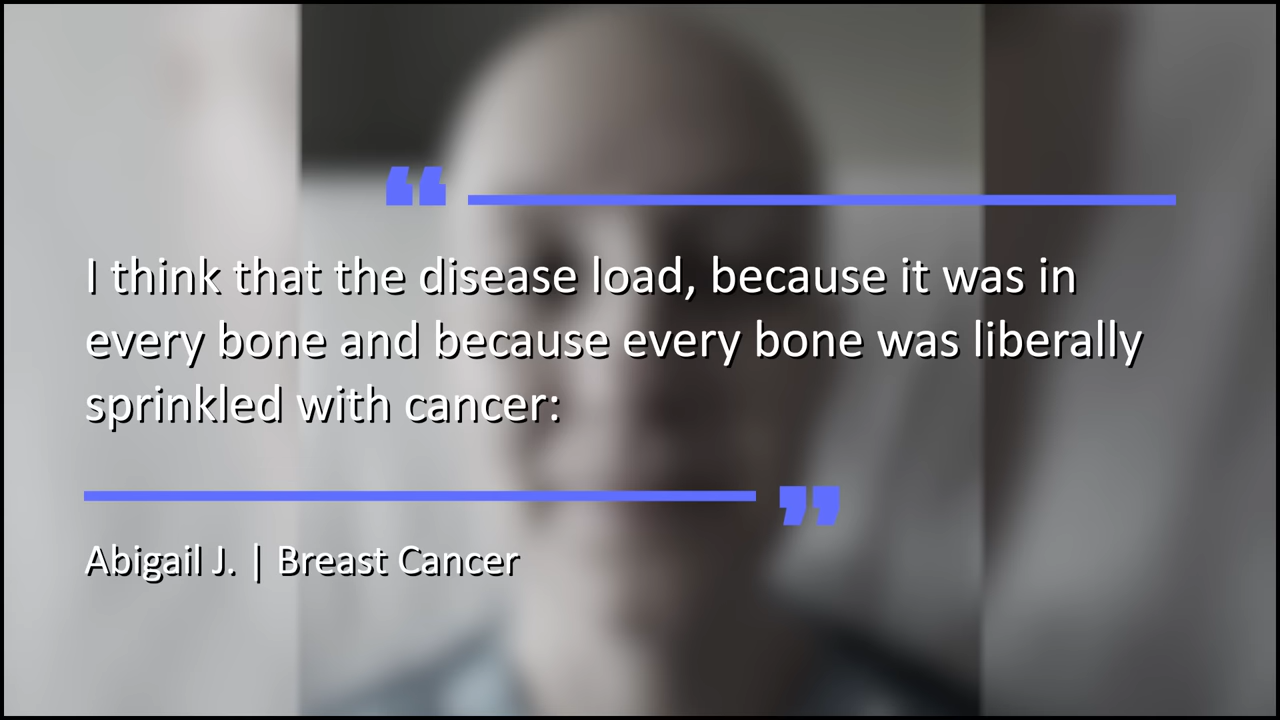 “
I think that the disease load, because it was in
every bone and because every bone was liberally
sprinkled with cancer:
”
Abigail J. | Breast Cancer